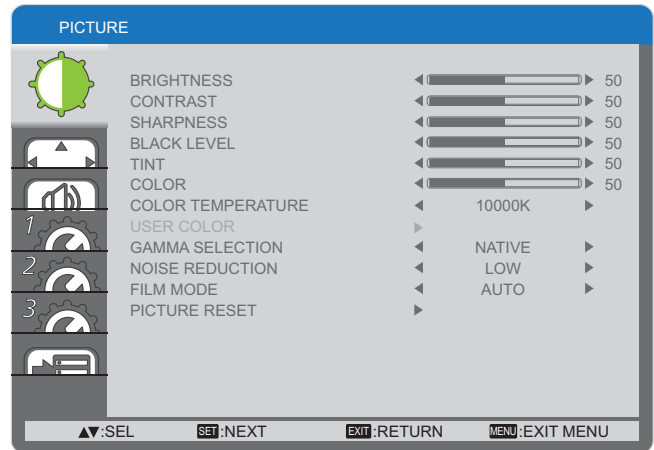 PICTURE
BRIGHTNESS 50
CONTRAST 50
SHARPNESS 50
BLACK LEVEL 50
TINT 50
COLOR 50
COLOR TEMPERATURE 10000K
USER COLOR
GAMMA SELECTION NATIVE
NOISE REDUCTION LOW
FILM MODE AUTO
PICTURE RESET
1
2
3
▲▼:SEL SET:NEXT EXIT:RETURN MENU:EXIT MENU